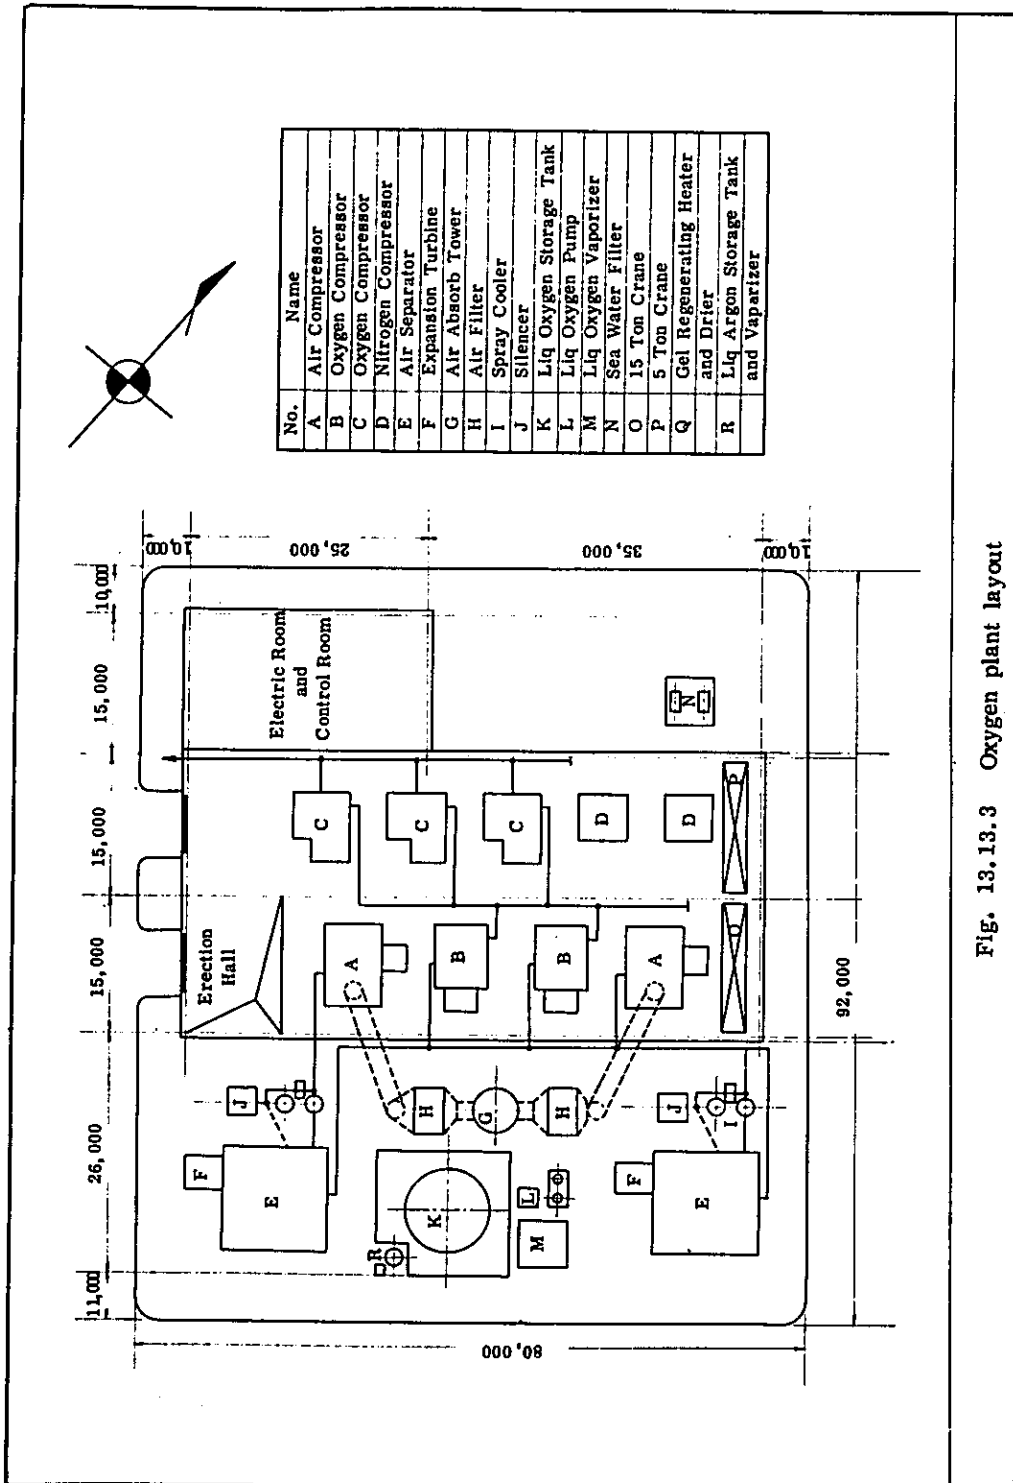 No. Name
A Air Compressor
B Oxygen Compressor
C Oxygen Compressor
D Nitrogen Compressor
E Air Separator
F Expansion Turbine
G Air Absorb Tower
H Air Filter
I Spray Cooler
J Silencer
K Liq Oxygen Storage Tank
L Liq Oxygen Pump
M Liq Oxygen Vaporizer
N Sea Water Filter
O 15 Ton Crane
P 5 Ton Crane
Q Gel Regenerating Heater
and Drier
R Liq Argon Storage Tank
and Vaparizer
11,000
26,000
15,000
15,000
15,000
10,000
10,000
25,000
35,000
10,000
80,000
92,000
Erection
Hall
Electric Room
and
Control Room
F
J
E
A
C
R
K
H
B
C
G
L
M
H
B
C
D
F
J
I
E
A
D
N
O
P
Fig. 13.13.3 Oxygen plant layout